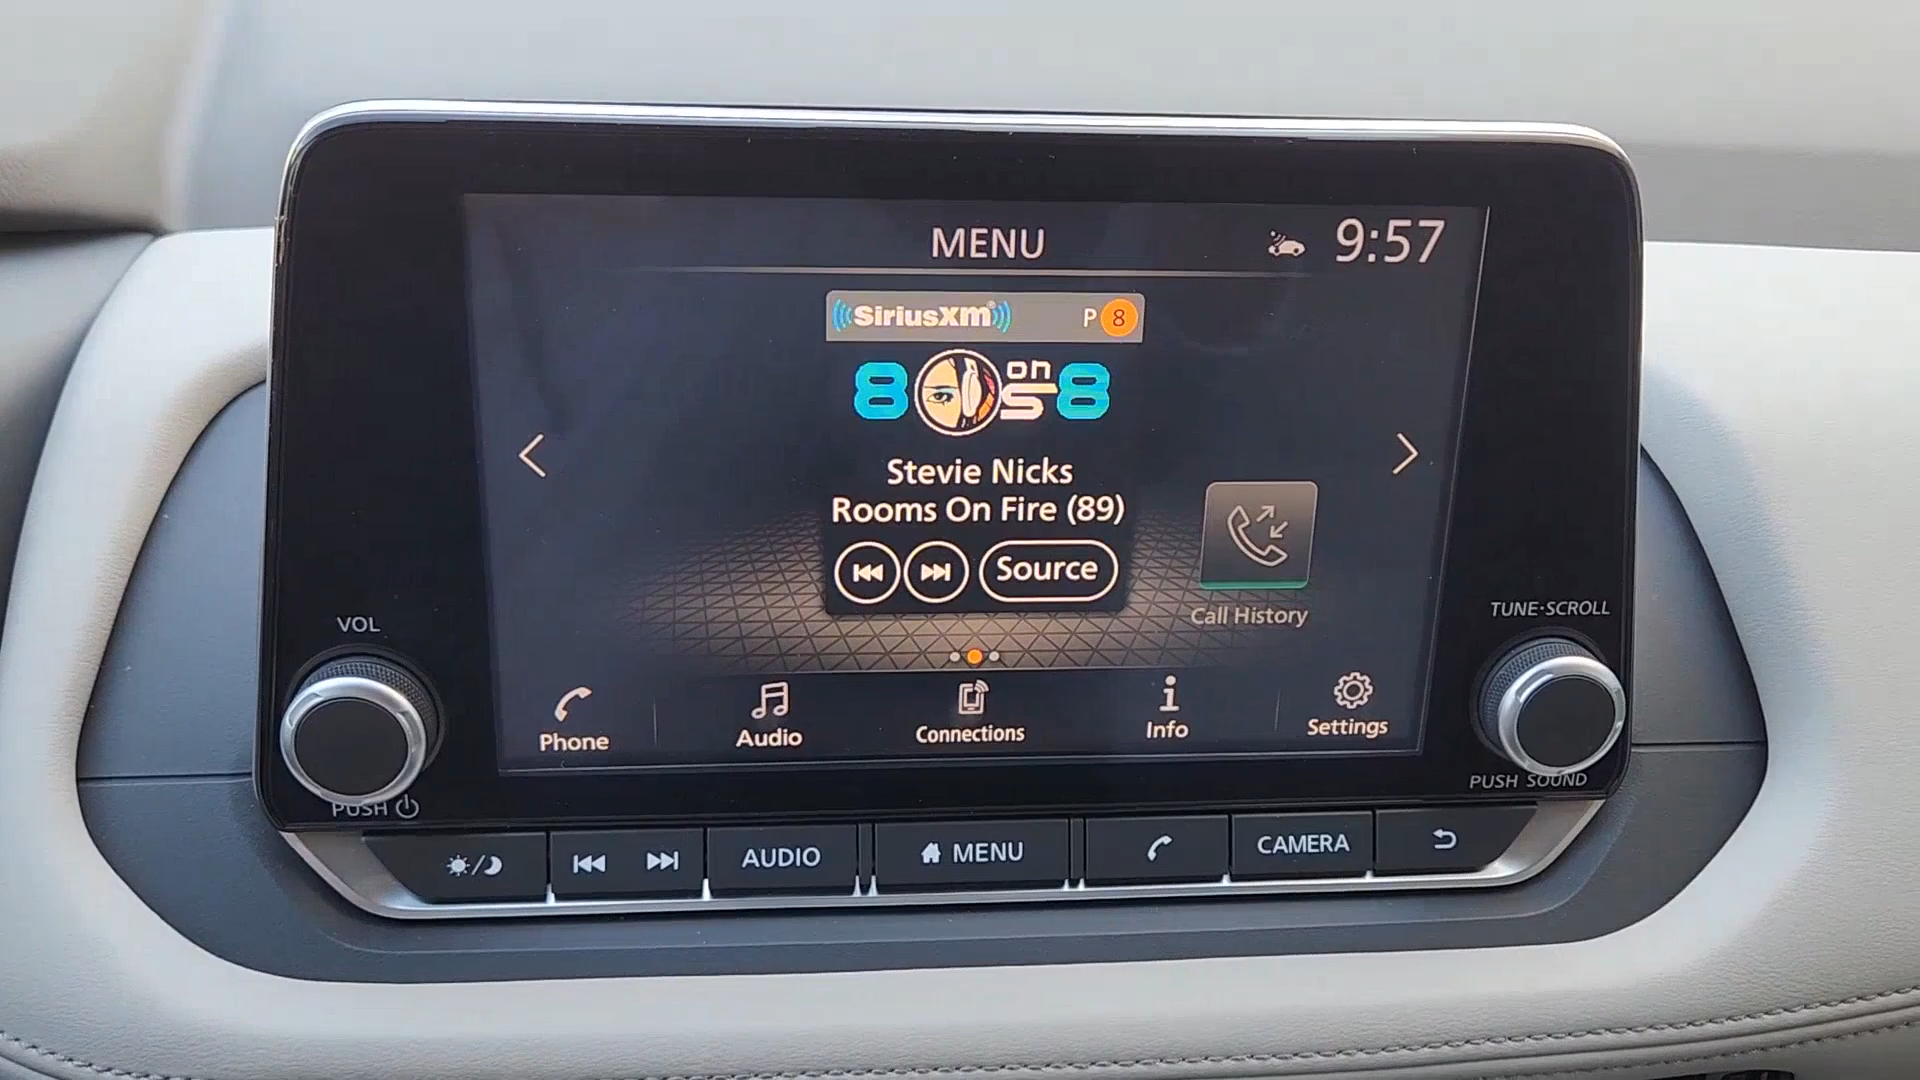 MENU
9:57
SiriusXM®
P 8
80s on 8
Stevie Nicks
Rooms On Fire (89)
Source
Call History
Phone
Audio
Connections
Info
Settings
VOL
PUSH
TUNE·SCROLL
PUSH SOUND
AUDIO
MENU
CAMERA